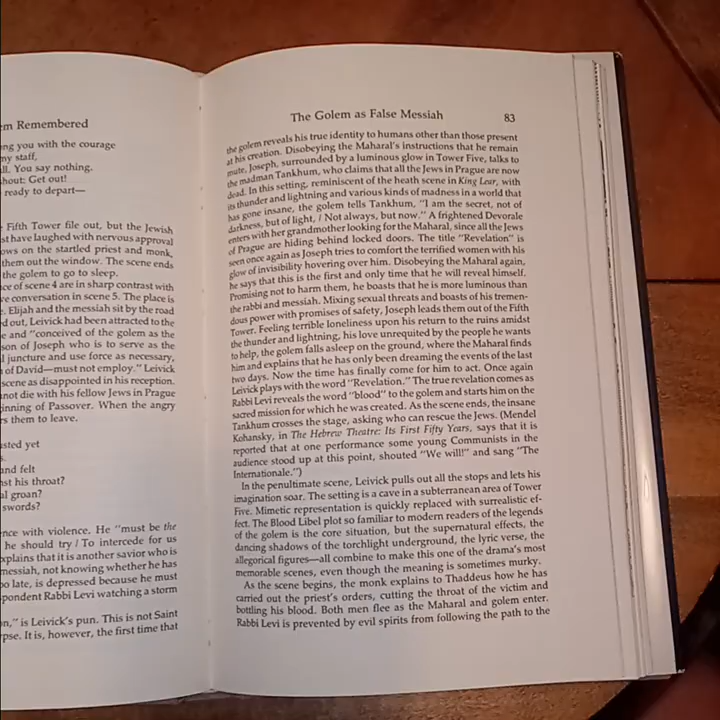 em Remembered
ng you with the courage
my staff,
ll. You say nothing.
hout: Get out!
ready to depart—
Fifth Tower file out, but the Jewish
st have laughed with nervous approval
ows on the startled priest and monk,
them out the window. The scene ends
the golem to go to sleep.
ce of scene 4 are in sharp contrast with
ve conversation in scene 5. The place is
. Elijah and the messiah sit by the road
d out, Leivick had been attracted to the
e and "conceived of the golem as the
son of Joseph who is to serve as the
l juncture and use force as necessary,
n of David—must not employ." Leivick
scene as disappointed in his reception.
not die with his fellow Jews in Prague
inning of Passover. When the angry
rs them to leave.
usted yet
s.
and felt
nst his throat?
al groan?
swords?
nce with violence. He "must be the
he should try / To intercede for us
xplains that it is another savior who is
messiah, not knowing whether he has
oo late, is depressed because he must
pondent Rabbi Levi watching a storm
n," is Leivick's pun. This is not Saint
pse. It is, however, the first time that
The Golem as False Messiah 83
the golem reveals his true identity to humans other than those present
at his creation. Disobeying the Maharal's instructions that he remain
mute, Joseph, surrounded by a luminous glow in Tower Five, talks to
the madman Tankhum, who claims that all the Jews in Prague are now
dead. In this setting, reminiscent of the heath scene in King Lear, with
its thunder and lightning and various kinds of madness in a world that
has gone insane, the golem tells Tankhum, "I am the secret, not of
darkness, but of light, / Not always, but now." A frightened Devorale
enters with her grandmother looking for the Maharal, since all the Jews
of Prague are hiding behind locked doors. The title "Revelation" is
seen once again as Joseph tries to comfort the terrified women with his
glow of invisibility hovering over him. Disobeying the Maharal again,
he says that this is the first and only time that he will reveal himself.
Promising not to harm them, he boasts that he is more luminous than
the rabbi and messiah. Mixing sexual threats and boasts of his tremen-
dous power with promises of safety, Joseph leads them out of the Fifth
Tower. Feeling terrible loneliness upon his return to the ruins amidst
the thunder and lightning, his love unrequited by the people he wants
to help, the golem falls asleep on the ground, where the Maharal finds
him and explains that he has only been dreaming the events of the last
two days. Now the time has finally come for him to act. Once again
Leivick plays with the word "Revelation." The true revelation comes as
Rabbi Levi reveals the word "blood" to the golem and starts him on the
sacred mission for which he was created. As the scene ends, the insane
Tankhum crosses the stage, asking who can rescue the Jews. (Mendel
Kohansky, in The Hebrew Theatre: Its First Fifty Years, says that it is
reported that at one performance some young Communists in the
audience stood up at this point, shouted "We will!" and sang "The
Internationale.")
In the penultimate scene, Leivick pulls out all the stops and lets his
imagination soar. The setting is a cave in a subterranean area of Tower
Five. Mimetic representation is quickly replaced with surrealistic ef-
fect. The Blood Libel plot so familiar to modern readers of the legends
of the golem is the core situation, but the supernatural effects, the
dancing shadows of the torchlight underground, the lyric verse, the
allegorical figures—all combine to make this one of the drama's most
memorable scenes, even though the meaning is sometimes murky.
As the scene begins, the monk explains to Thaddeus how he has
carried out the priest's orders, cutting the throat of the victim and
bottling his blood. Both men flee as the Maharal and golem enter.
Rabbi Levi is prevented by evil spirits from following the path to the